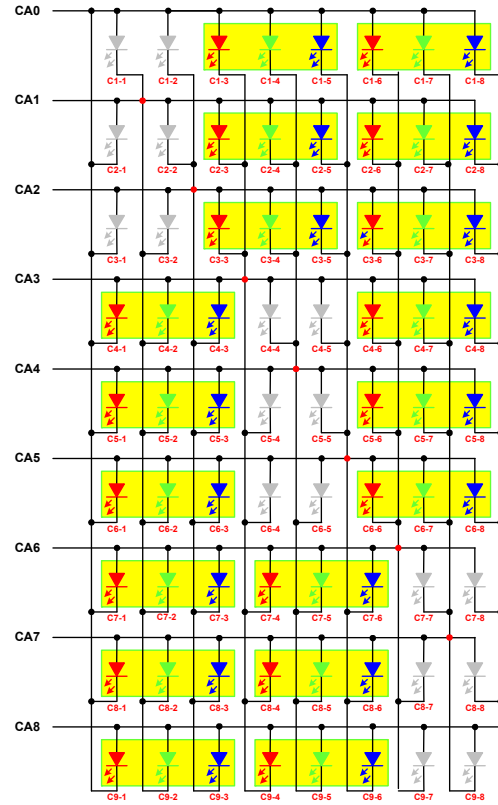 CA0
C1-1 C1-2 C1-3 C1-4 C1-5 C1-6 C1-7 C1-8
CA1
C2-1 C2-2 C2-3 C2-4 C2-5 C2-6 C2-7 C2-8
CA2
C3-1 C3-2 C3-3 C3-4 C3-5 C3-6 C3-7 C3-8
CA3
C4-1 C4-2 C4-3 C4-4 C4-5 C4-6 C4-7 C4-8
CA4
C5-1 C5-2 C5-3 C5-4 C5-5 C5-6 C5-7 C5-8
CA5
C6-1 C6-2 C6-3 C6-4 C6-5 C6-6 C6-7 C6-8
CA6
C7-1 C7-2 C7-3 C7-4 C7-5 C7-6 C7-7 C7-8
CA7
C8-1 C8-2 C8-3 C8-4 C8-5 C8-6 C8-7 C8-8
CA8
C9-1 C9-2 C9-3 C9-4 C9-5 C9-6 C9-7 C9-8